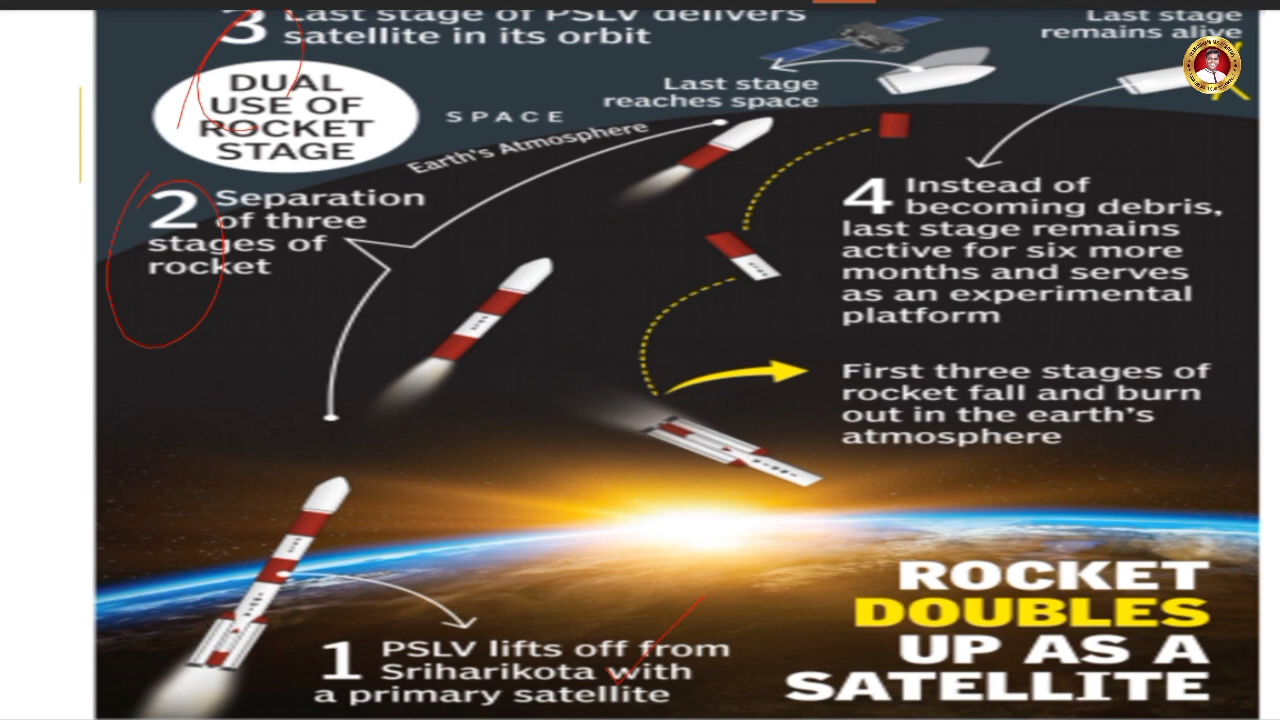 3 Last stage of PSLV delivers
satellite in its orbit
Last stage
remains alive
DUAL
USE OF
ROCKET
STAGE
SPACE
Last stage
reaches space
Earth's Atmosphere
2 Separation
of three
stages of
rocket
4 Instead of
becoming debris,
last stage remains
active for six more
months and serves
as an experimental
platform
First three stages of
rocket fall and burn
out in the earth's
atmosphere
1 PSLV lifts off from
Sriharikota with
a primary satellite
ROCKET
DOUBLES
UP AS A
SATELLITE